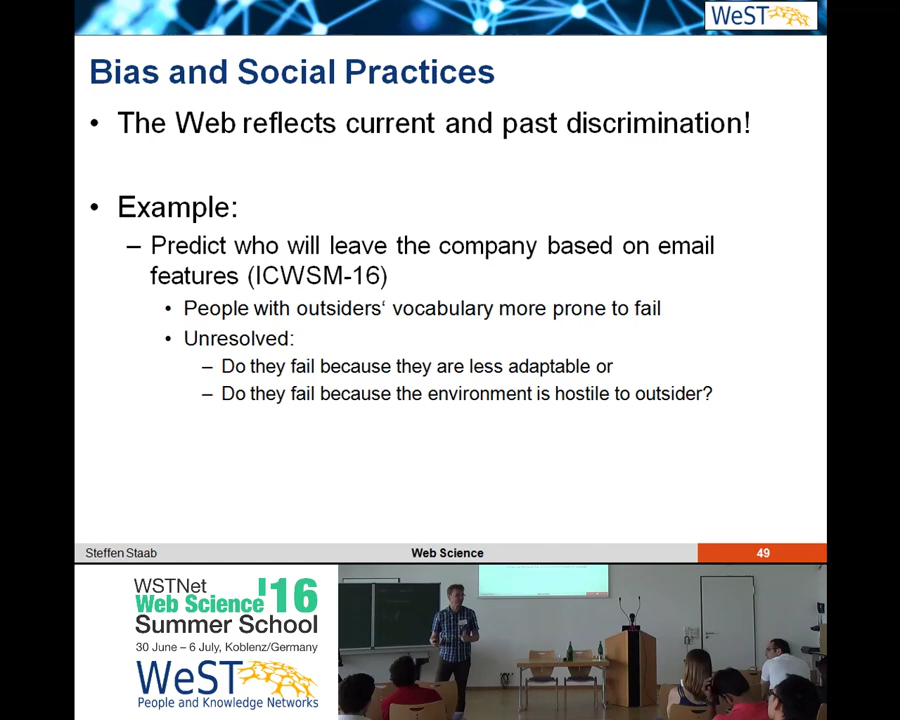 WeST
Bias and Social Practices
• The Web reflects current and past discrimination!
• Example:
– Predict who will leave the company based on email
features (ICWSM-16)
• People with outsiders‘ vocabulary more prone to fail
• Unresolved:
– Do they fail because they are less adaptable or
– Do they fail because the environment is hostile to outsider?
Steffen Staab
Web Science
49
WSTNet
Web Science '16
Summer School
30 June – 6 July, Koblenz/Germany
WeST
People and Knowledge Networks